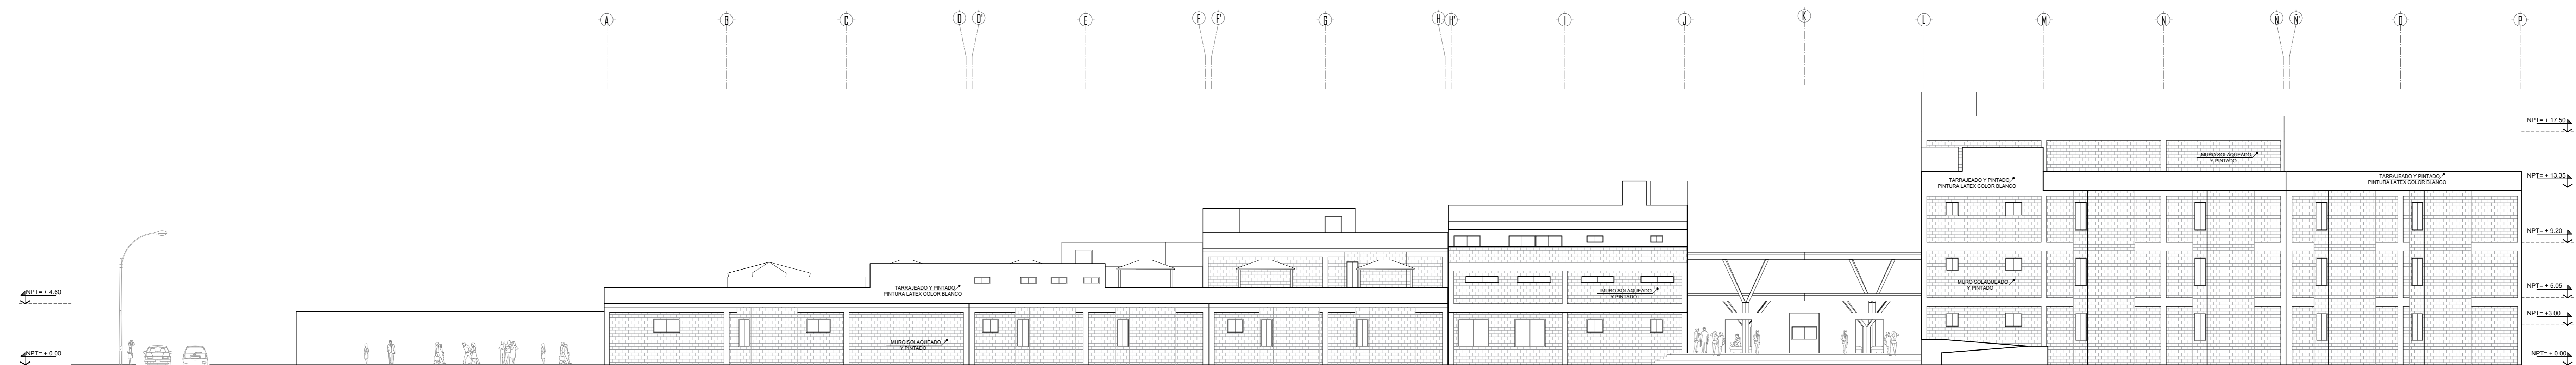 A B C D D' E F F' G H H' I J K L M N Ñ Ñ' O P
NPT= + 17.50
MURO SOLAQUEADO
Y PINTADO
TARRAJEADO Y PINTADO
PINTURA LATEX COLOR BLANCO
TARRAJEADO Y PINTADO
PINTURA LATEX COLOR BLANCO
NPT= + 13.35
NPT= + 9.20
NPT= + 4.60
TARRAJEADO Y PINTADO
PINTURA LATEX COLOR BLANCO
MURO SOLAQUEADO
Y PINTADO
MURO SOLAQUEADO
Y PINTADO
NPT= + 5.05
NPT= +3.00
MURO SOLAQUEADO
Y PINTADO
NPT= + 0.00
NPT= + 0.00